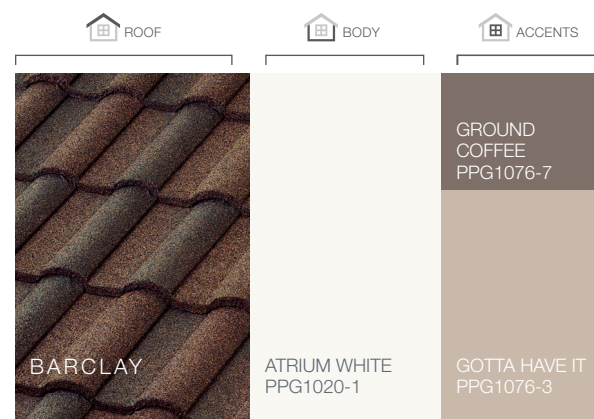 ROOF
BODY
ACCENTS
GROUND
COFFEE
PPG1076-7
BARCLAY
ATRIUM WHITE
PPG1020-1
GOTTA HAVE IT
PPG1076-3